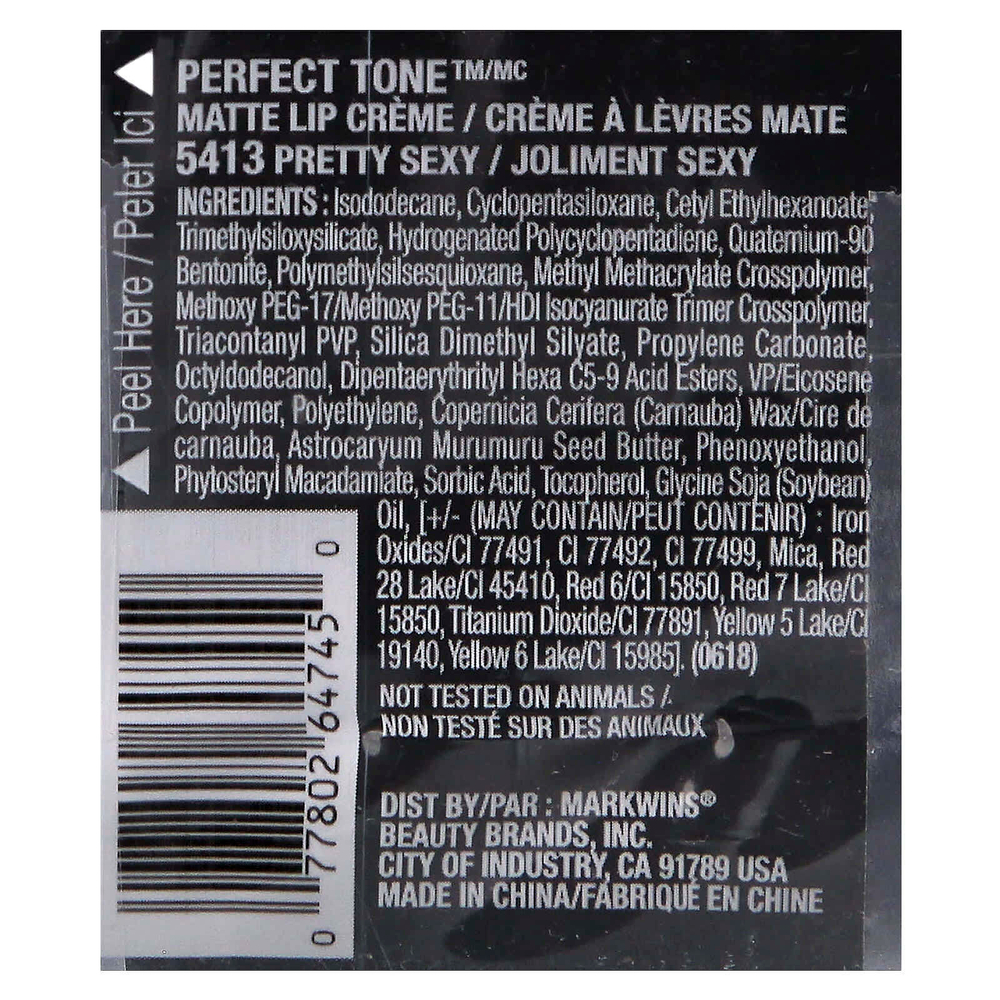 PERFECT TONE™/MC
MATTE LIP CRÈME / CRÈME À LÈVRES MATE
5413 PRETTY SEXY / JOLIMENT SEXY
INGREDIENTS : Isododecane, Cyclopentasiloxane, Cetyl Ethylhexanoate,
Trimethylsiloxysilicate, Hydrogenated Polycyclopentadiene, Quaternium-90
Bentonite, Polymethylsilsesquioxane, Methyl Methacrylate Crosspolymer,
Methoxy PEG-17/Methoxy PEG-11/HDI Isocyanurate Trimer Crosspolymer,
Triacontanyl PVP, Silica Dimethyl Silyate, Propylene Carbonate,
Octyldodecanol, Dipentaerythrityl Hexa C5-9 Acid Esters, VP/Eicosene
Copolymer, Polyethylene, Copernicia Cerifera (Carnauba) Wax/Cire de
carnauba, Astrocaryum Murumuru Seed Butter, Phenoxyethanol,
Phytosteryl Macadamiate, Sorbic Acid, Tocopherol, Glycine Soja (Soybean)
Oil, [+/- (MAY CONTAIN/PEUT CONTENIR) : Iron
Oxides/CI 77491, CI 77492, CI 77499, Mica, Red
28 Lake/CI 45410, Red 6/CI 15850, Red 7 Lake/CI
15850, Titanium Dioxide/CI 77891, Yellow 5 Lake/CI
19140, Yellow 6 Lake/CI 15985]. (0618)
NOT TESTED ON ANIMALS /
NON TESTÉ SUR DES ANIMAUX
DIST BY/PAR : MARKWINS®
BEAUTY BRANDS, INC.
CITY OF INDUSTRY, CA 91789 USA
MADE IN CHINA/FABRIQUÉ EN CHINE
Peel Here / Peler Ici
0 77802 64745 0